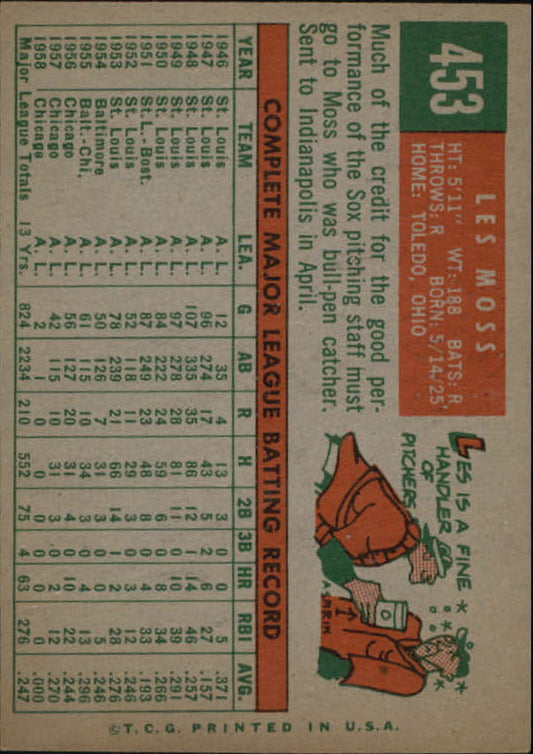 453
LES MOSS
HT: 5'11" WT: 188 BATS: R
THROWS: R BORN: 5/14/25
HOME: TOLEDO, OHIO
LES IS A FINE
HANDLER
OF
PITCHERS
ASARIN
Much of the credit for the good per-
formance of the Sox pitching staff must
go to Moss who was bull-pen catcher.
Sent to Indianapolis in April.
COMPLETE MAJOR LEAGUE BATTING RECORD
YEAR TEAM LEA. G AB R H 2B 3B HR RBI AVG.
1946 St. Louis A. L. 12 35 4 13 3 0 0 5 .371
1947 St. Louis A. L. 96 274 17 43 5 2 6 27 .157
1948 St. Louis A. L. 107 335 35 86 12 1 14 46 .257
1949 St. Louis A. L. 97 278 28 81 11 0 10 39 .291
1950 St. Louis A. L. 84 222 24 59 6 0 8 34 .266
1951 St.L.-Bost. A. L. 87 249 23 48 8 0 4 33 .193
1952 St. Louis A. L. 52 118 11 29 3 0 3 12 .246
1953 St. Louis A. L. 78 239 21 66 14 1 2 28 .276
1954 Baltimore A. L. 50 126 7 31 3 0 0 5 .246
1955 Balt.-Chi. A. L. 61 115 10 34 3 0 4 13 .296
1956 Chicago A. L. 56 127 20 31 4 0 10 22 .244
1957 Chicago A. L. 42 115 10 31 3 0 2 12 .270
1958 Chicago A. L. 2 1 0 0 0 0 0 0 .000
Major League Totals 13 Yrs. 824 2234 210 552 75 4 63 276 .247
©T.C.G. PRINTED IN U.S.A.